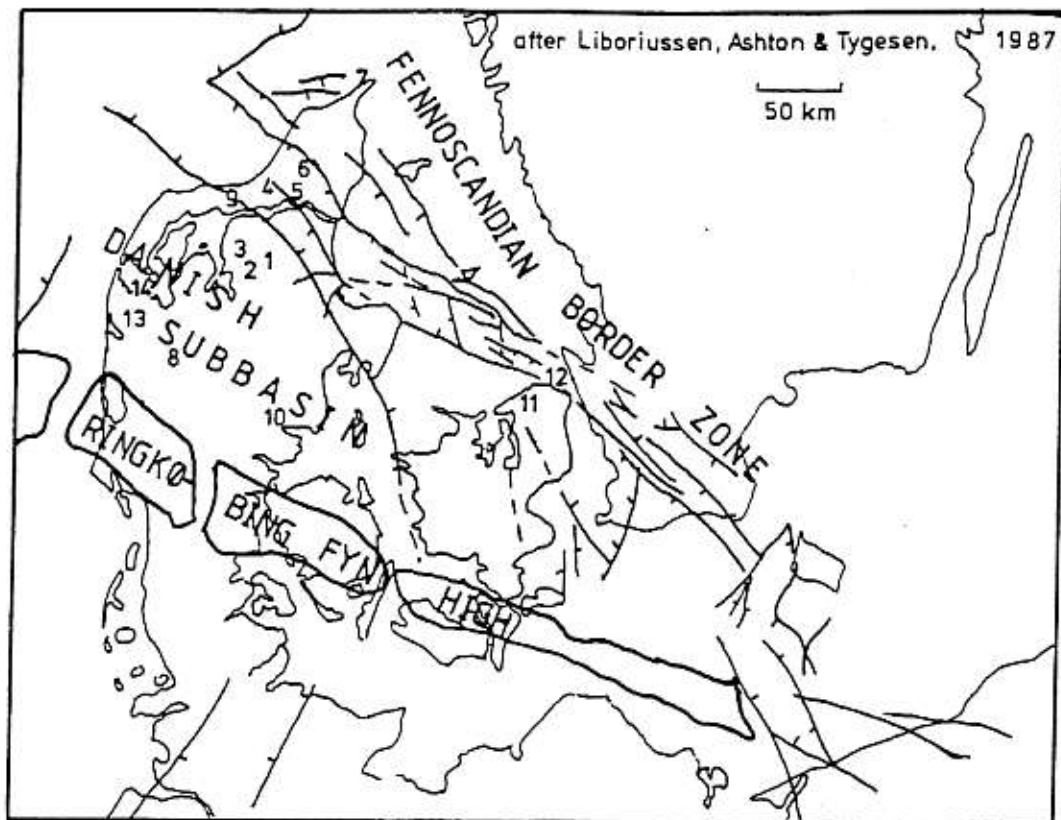 after Liboriussen, Ashton & Tygesen. 1987
50 km
FENNOSCANDIAN BORDER ZONE
6
4 5
9
3 1
2
DANISH
SUBBASIN
14
13
8
12
11
10
RINGKØ
BING FYN
HIGH